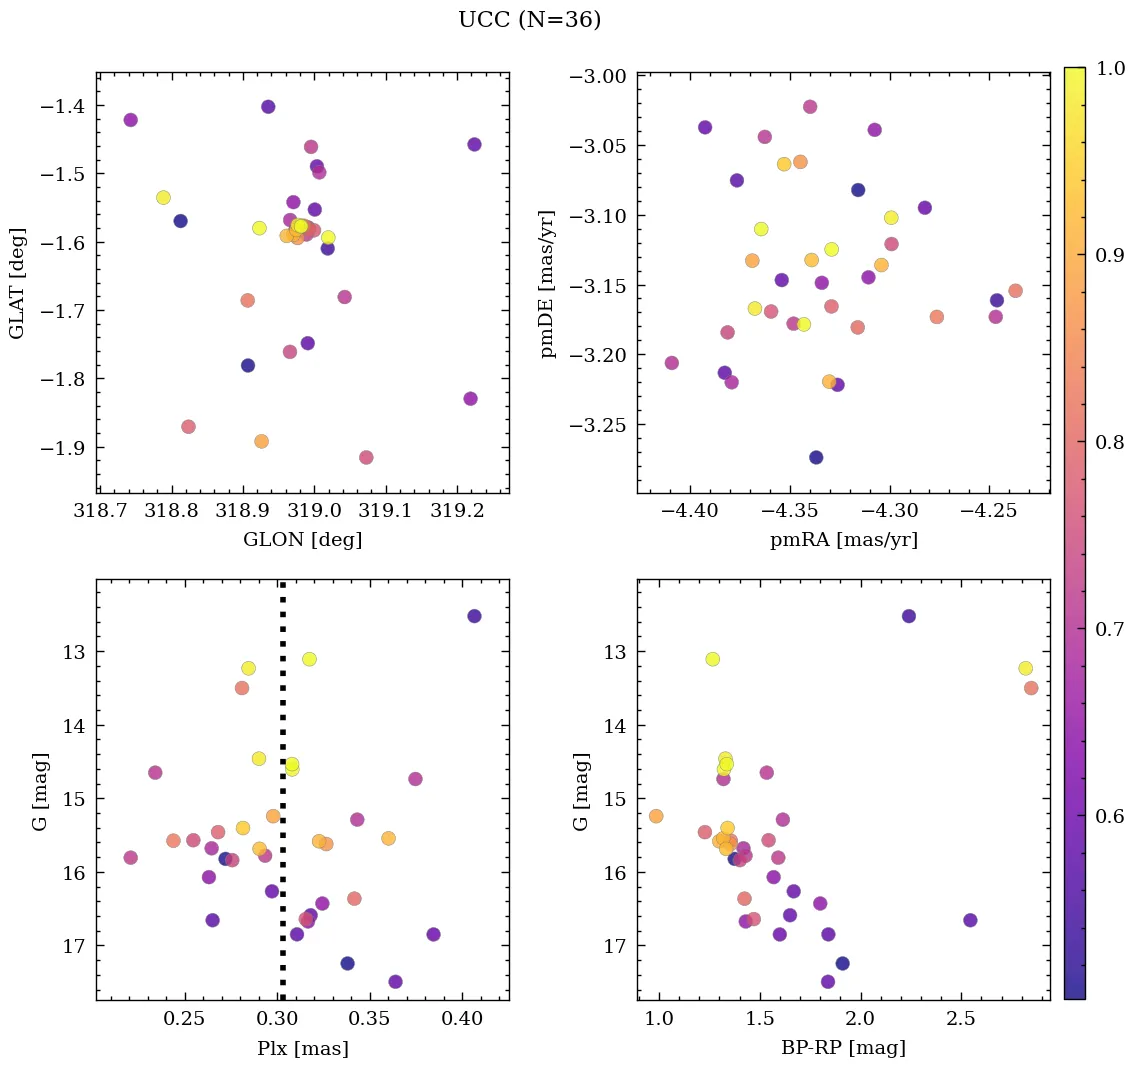 UCC (N=36)
−1.4
−1.5
−1.6
−1.7
−1.8
−1.9
GLAT [deg]
318.7 318.8 318.9 319.0 319.1 319.2
GLON [deg]
−3.00
−3.05
−3.10
−3.15
−3.20
−3.25
pmDE [mas/yr]
−4.40 −4.35 −4.30 −4.25
pmRA [mas/yr]
1.0
0.9
0.8
0.7
0.6
13
14
15
16
17
G [mag]
0.25 0.30 0.35 0.40
Plx [mas]
13
14
15
16
17
G [mag]
1.0 1.5 2.0 2.5
BP-RP [mag]